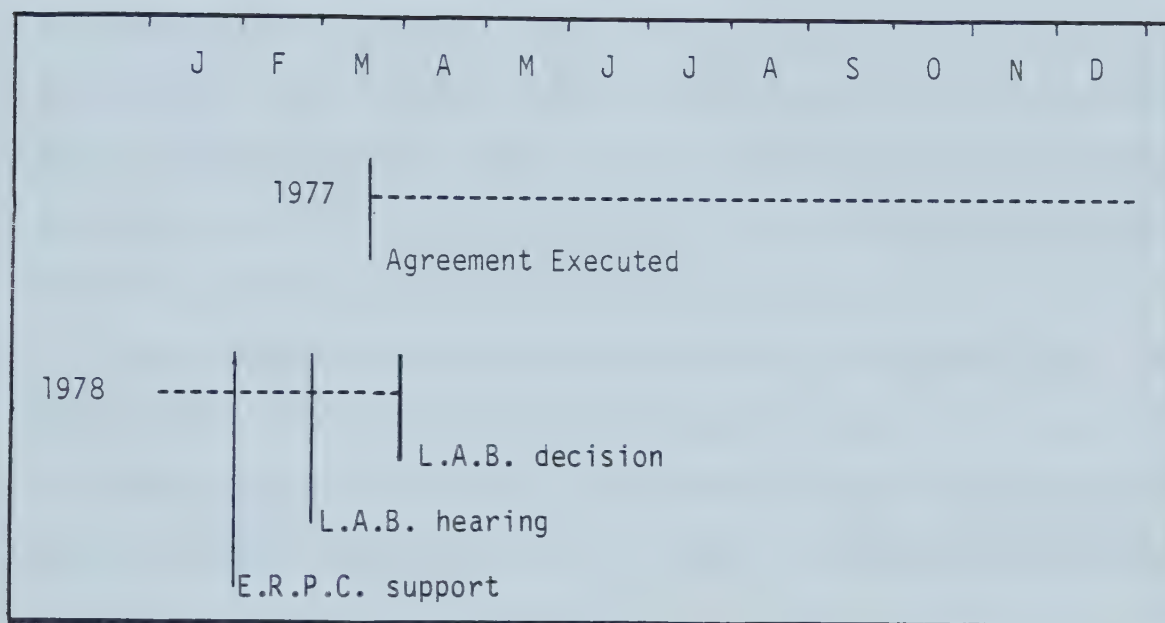 J F M A M J J A S O N D
1977
Agreement Executed
1978
L.A.B. decision
L.A.B. hearing
E.R.P.C. support